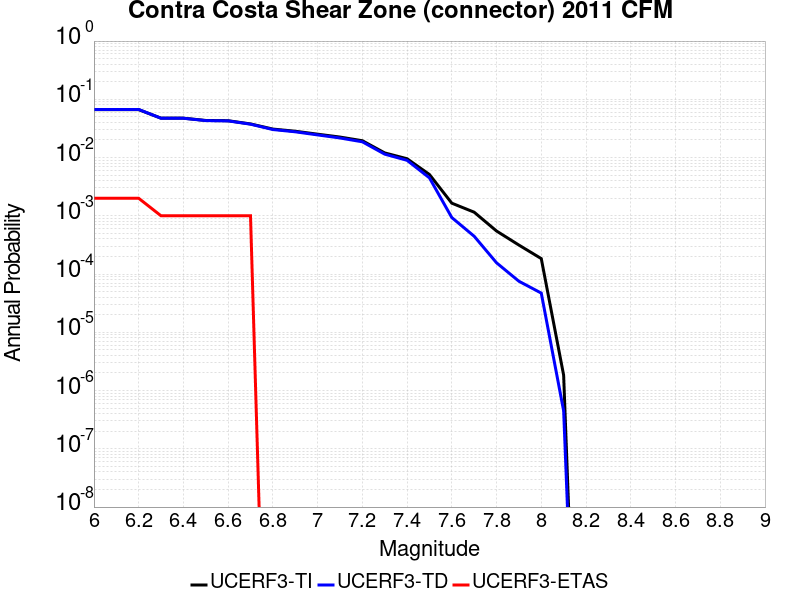 Contra Costa Shear Zone (connector) 2011 CFM
10^0
10^-1
10^-2
10^-3
10^-4
10^-5
10^-6
10^-7
10^-8
Annual Probability
6 6.2 6.4 6.6 6.8 7 7.2 7.4 7.6 7.8 8 8.2 8.4 8.6 8.8 9
Magnitude
UCERF3-TI UCERF3-TD UCERF3-ETAS